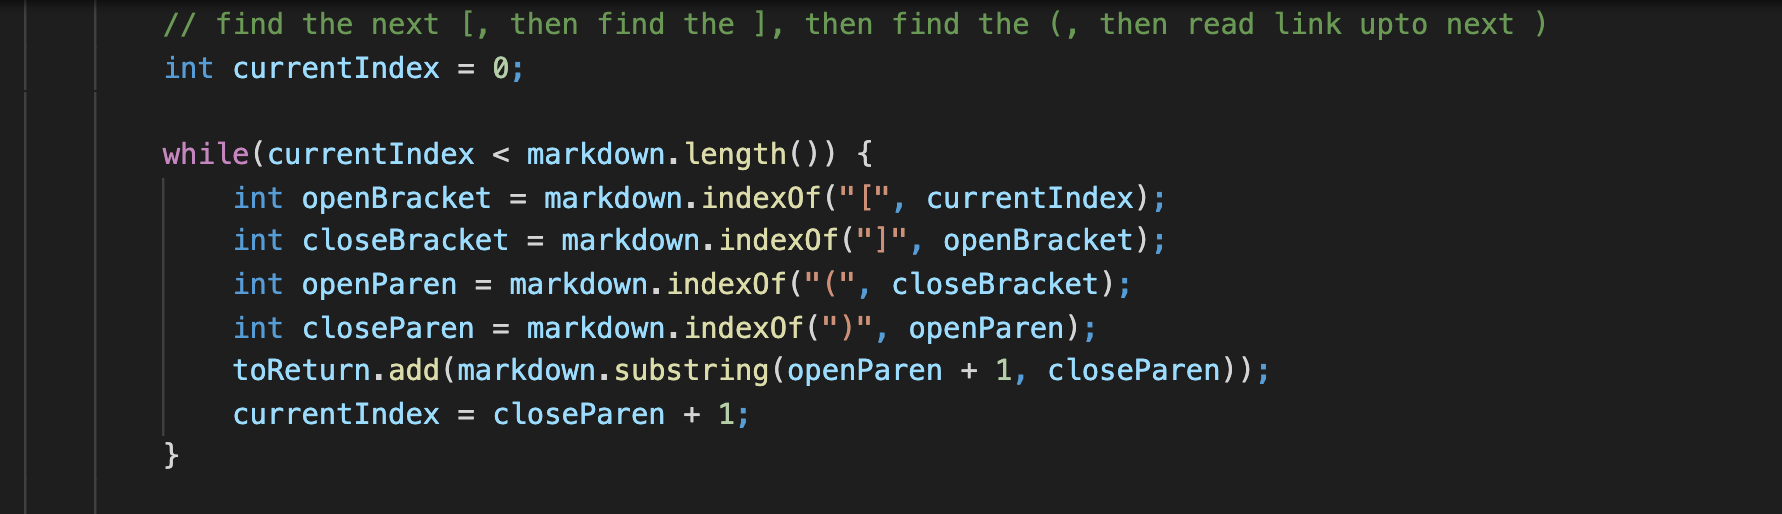 // find the next [, then find the ], then find the (, then read link upto next )
int currentIndex = 0;
while(currentIndex < markdown.length()) {
int openBracket = markdown.indexOf("[", currentIndex);
int closeBracket = markdown.indexOf("]", openBracket);
int openParen = markdown.indexOf("(", closeBracket);
int closeParen = markdown.indexOf(")", openParen);
toReturn.add(markdown.substring(openParen + 1, closeParen));
currentIndex = closeParen + 1;
}